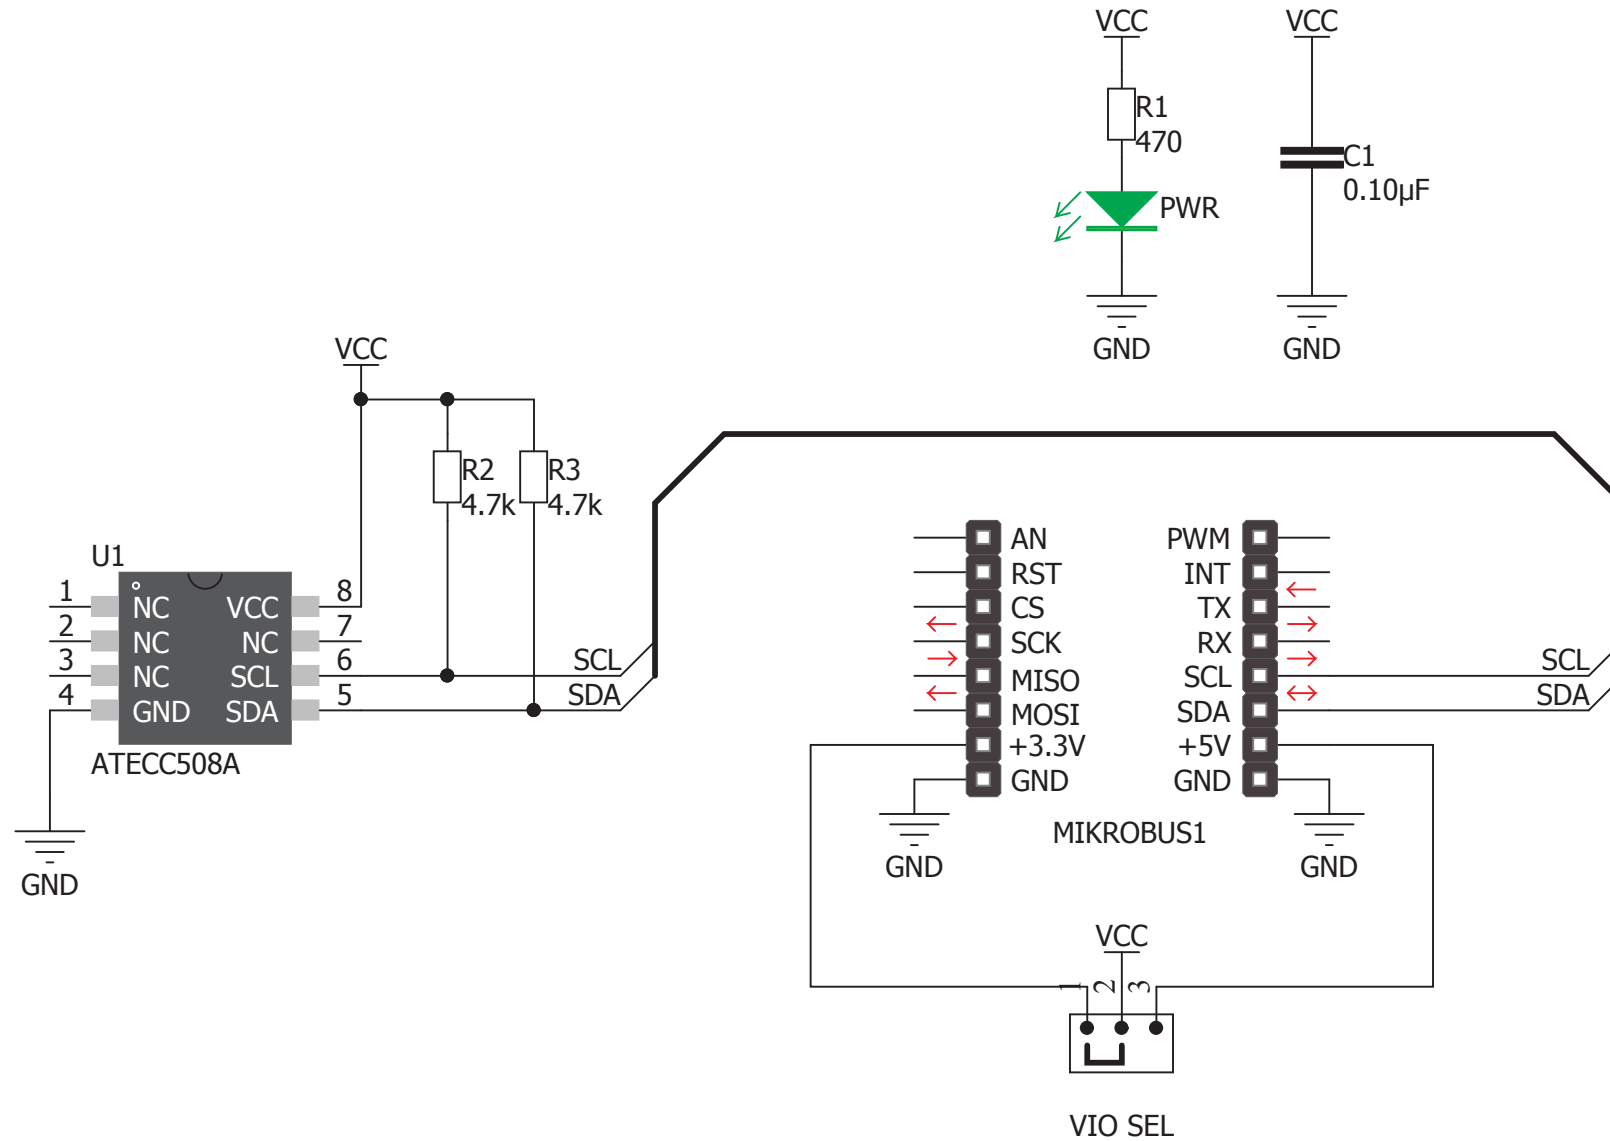 VCC
VCC
R1
470
C1
0.10µF
PWR
GND
GND
VCC
R2
4.7k
R3
4.7k
U1
1 NC VCC 8
2 NC NC 7
3 NC SCL 6
4 GND SDA 5
ATECC508A
SCL
SDA
GND
AN PWM
RST INT
CS TX
SCK RX
MISO SCL
MOSI SDA
+3.3V +5V
GND GND
SCL
SDA
MIKROBUS1
GND
GND
VCC
1 2 3
VIO SEL